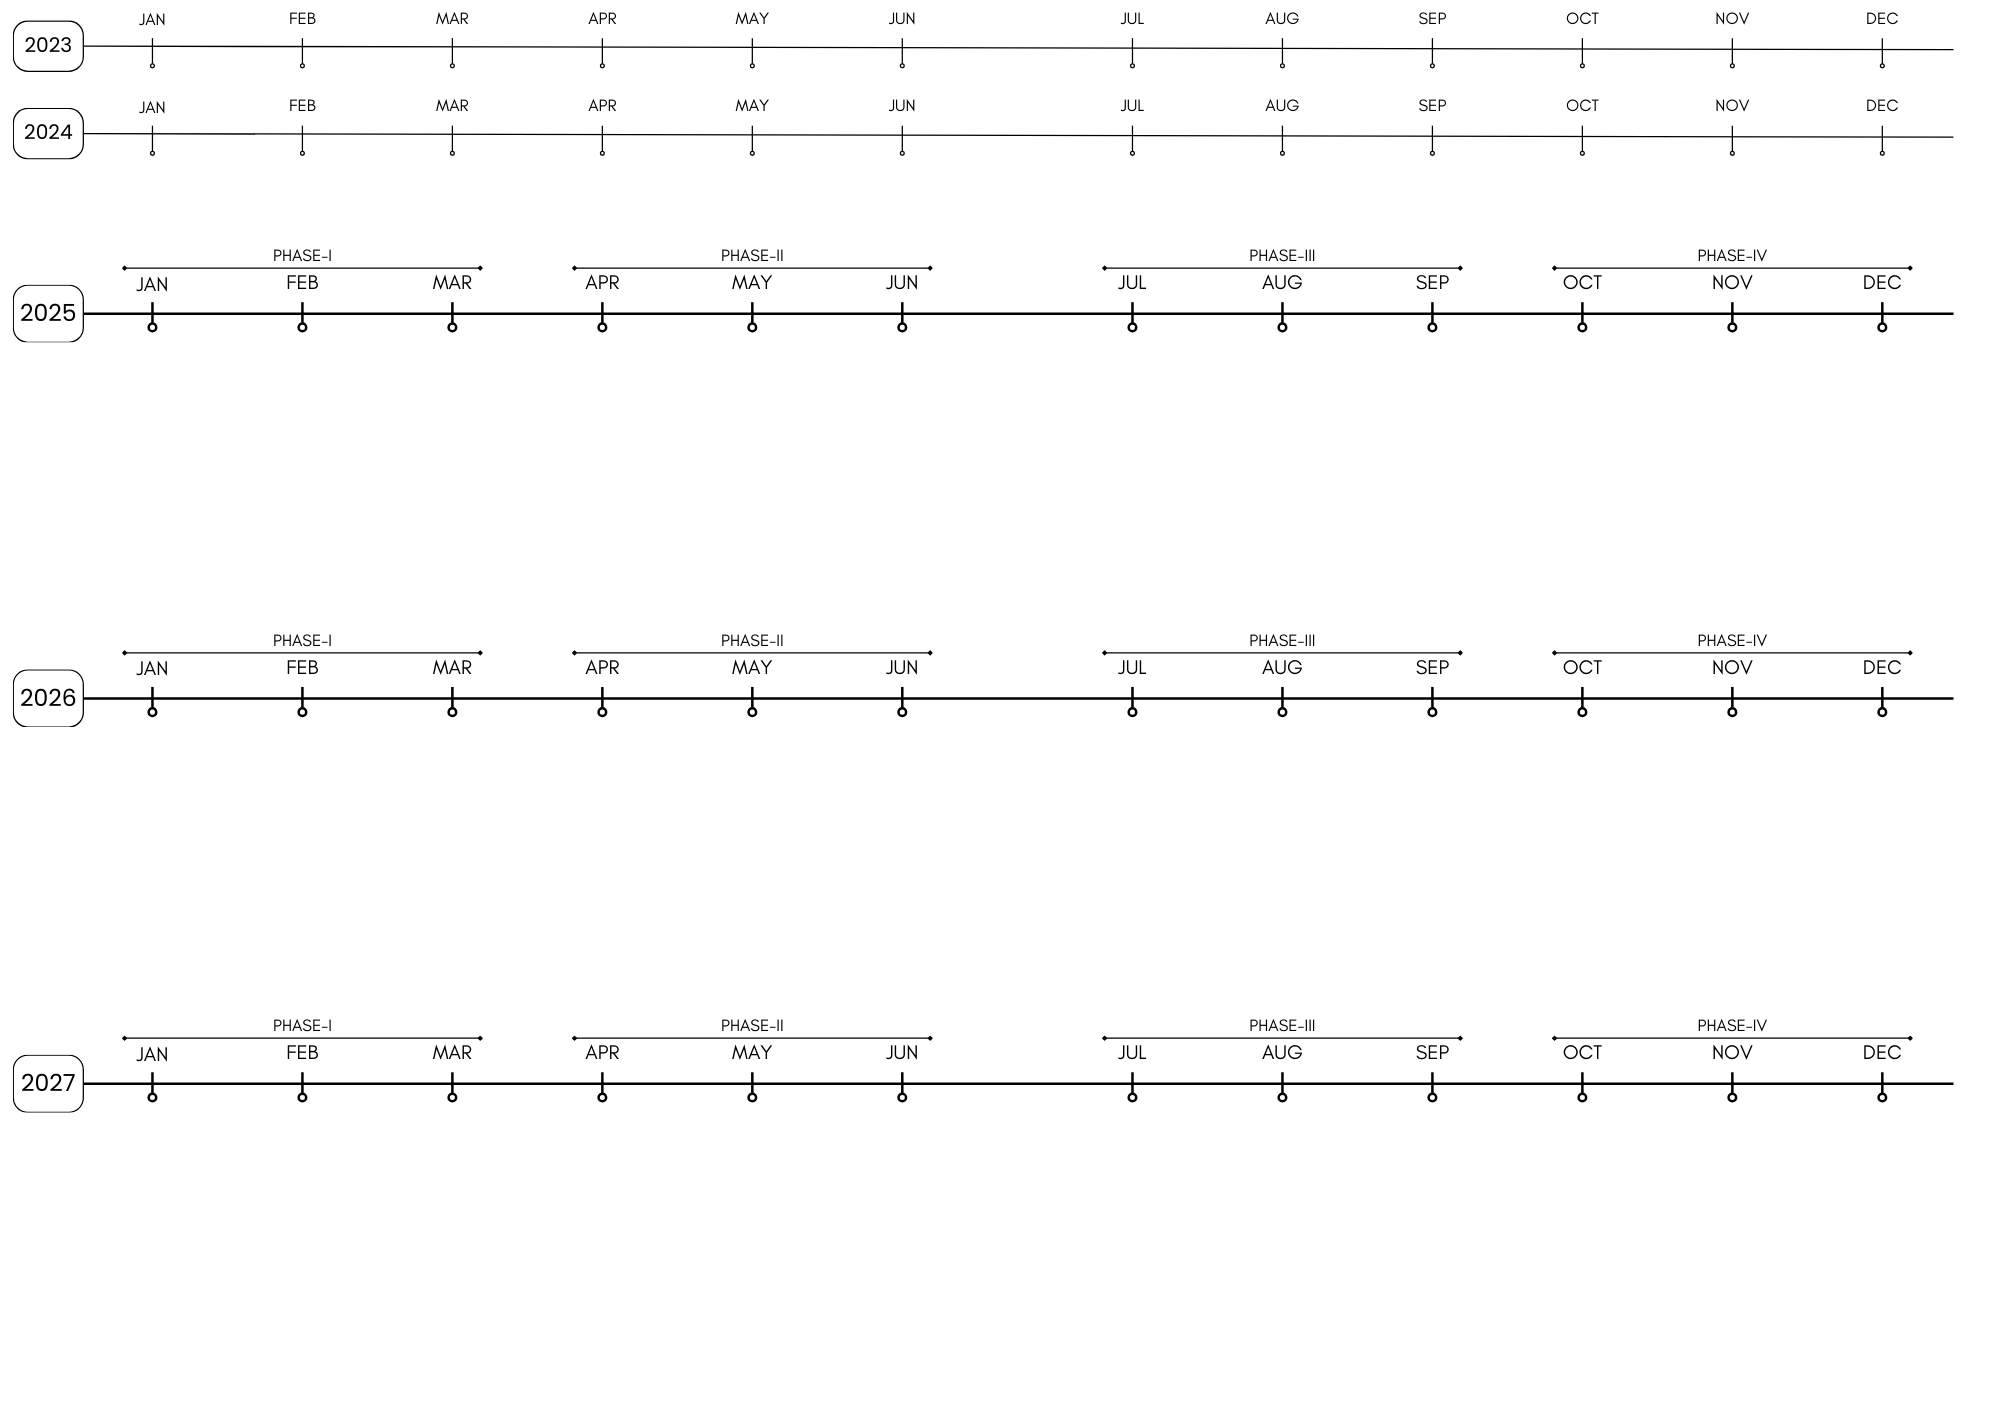 JAN FEB MAR APR MAY JUN JUL AUG SEP OCT NOV DEC
2023
JAN FEB MAR APR MAY JUN JUL AUG SEP OCT NOV DEC
2024
PHASE-I PHASE-II PHASE-III PHASE-IV
JAN FEB MAR APR MAY JUN JUL AUG SEP OCT NOV DEC
2025
PHASE-I PHASE-II PHASE-III PHASE-IV
JAN FEB MAR APR MAY JUN JUL AUG SEP OCT NOV DEC
2026
PHASE-I PHASE-II PHASE-III PHASE-IV
JAN FEB MAR APR MAY JUN JUL AUG SEP OCT NOV DEC
2027